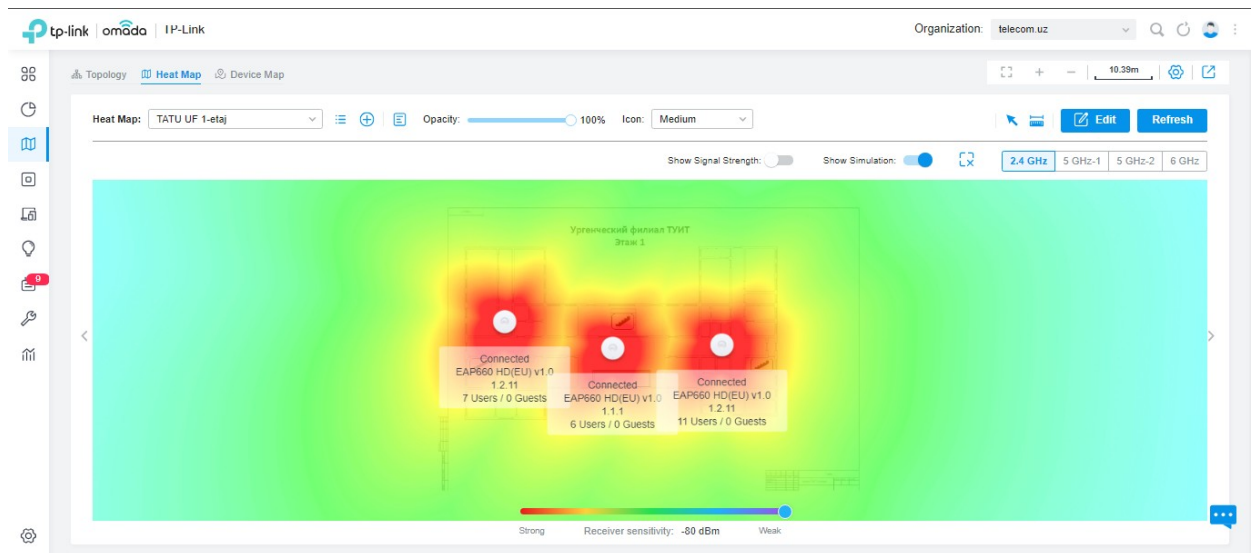 tp-link omada TP-Link
Organization: telecom.uz
Topology Heat Map Device Map
10.39m
Heat Map: TATU UF 1-etaj Opacity: 100% Icon: Medium Edit Refresh
Show Signal Strength: Show Simulation: 2.4 GHz 5 GHz-1 5 GHz-2 6 GHz
Ургенческий филиал ТУИТ
Этаж 1
9
Connected
EAP660 HD(EU) v1.0
1.2.11
7 Users / 0 Guests
Connected
EAP660 HD(EU) v1.0
1.1.1
6 Users / 0 Guests
Connected
EAP660 HD(EU) v1.0
1.2.11
11 Users / 0 Guests
Strong Receiver sensitivity: -80 dBm Weak